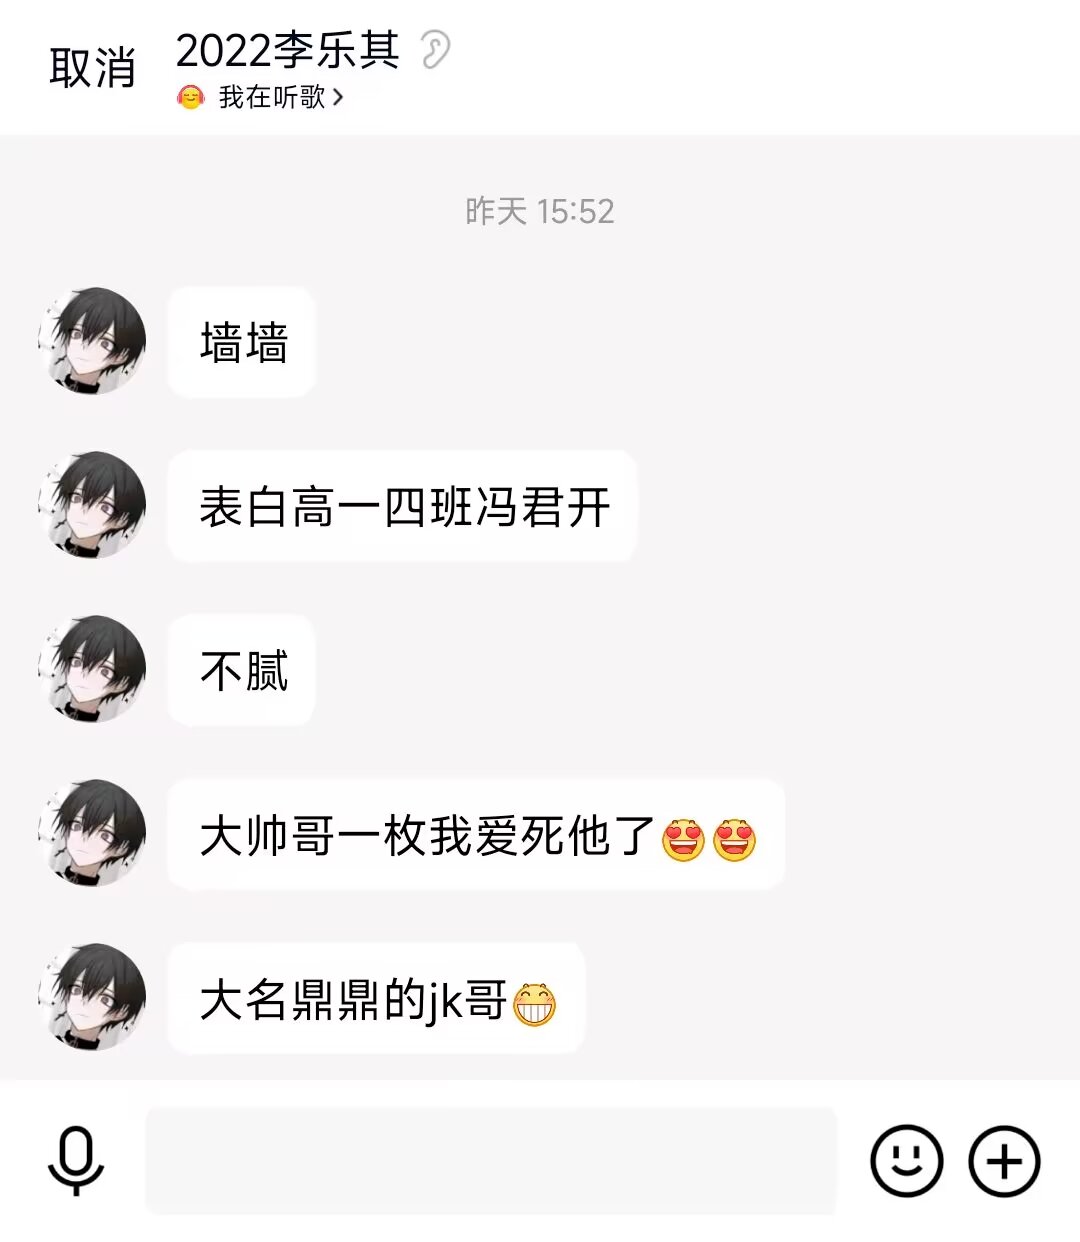 取消
2022李乐其
我在听歌
昨天 15:52
墙墙
表白高一四班冯君开
不腻
大帅哥一枚我爱死他了😍😍
大名鼎鼎的jk哥😁